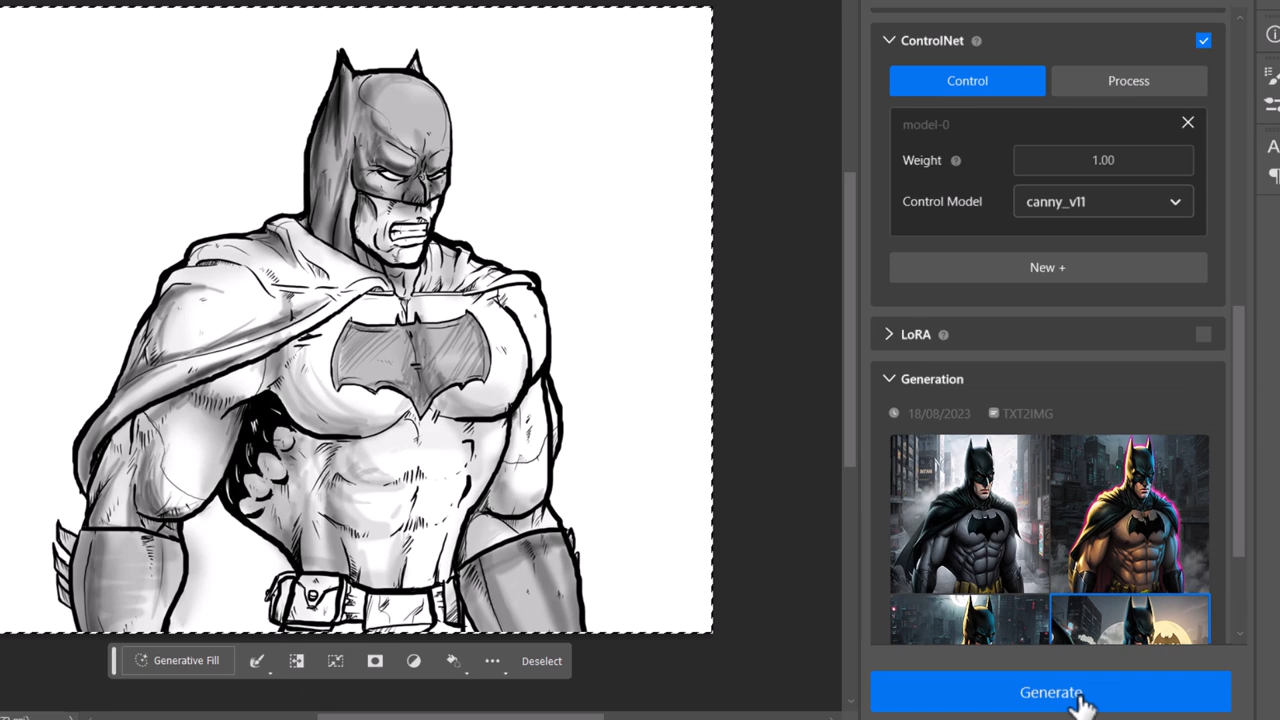 ControlNet
Control
Process
model-0
Weight
1.00
Control Model
canny_v11
New +
LoRA
Generation
18/08/2023
TXT2IMG
Generative Fill
Deselect
Generate